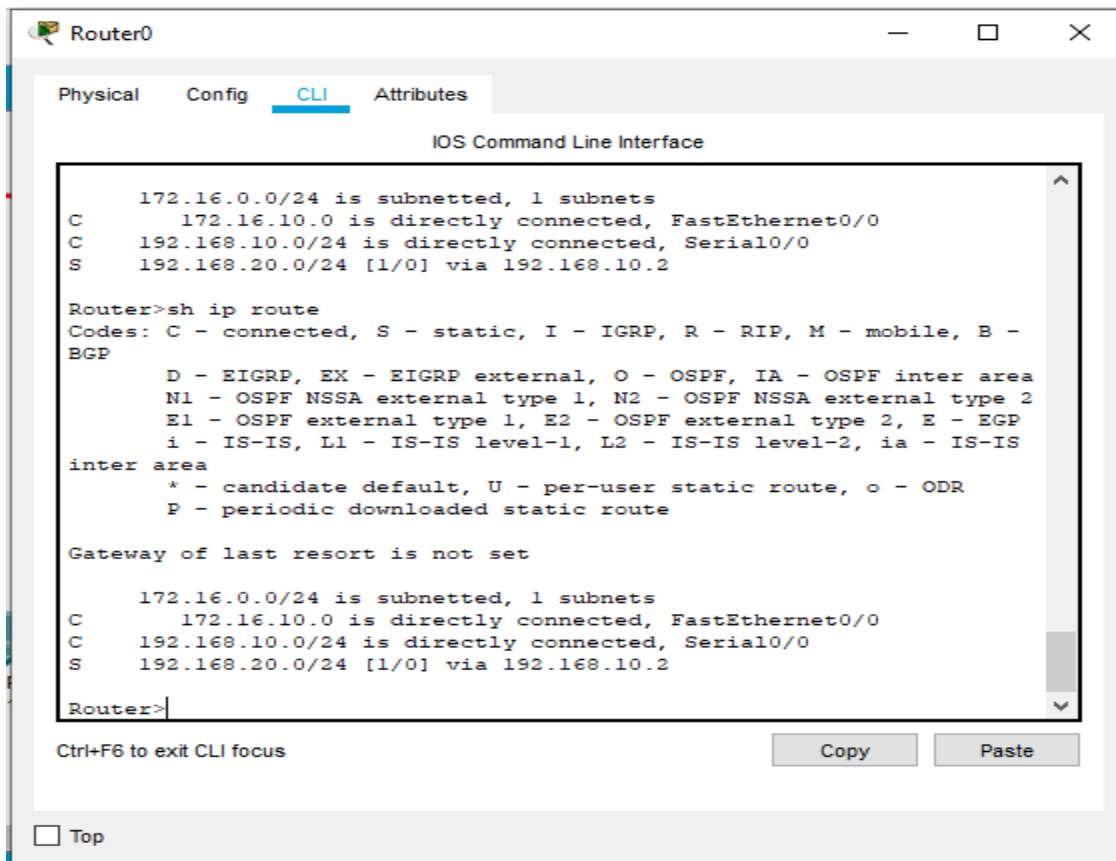 Router0
Physical Config CLI Attributes
IOS Command Line Interface
172.16.0.0/24 is subnetted, 1 subnets
C 172.16.10.0 is directly connected, FastEthernet0/0
C 192.168.10.0/24 is directly connected, Serial0/0
S 192.168.20.0/24 [1/0] via 192.168.10.2
Router>sh ip route
Codes: C - connected, S - static, I - IGRP, R - RIP, M - mobile, B -
BGP
D - EIGRP, EX - EIGRP external, O - OSPF, IA - OSPF inter area
N1 - OSPF NSSA external type 1, N2 - OSPF NSSA external type 2
E1 - OSPF external type 1, E2 - OSPF external type 2, E - EGP
i - IS-IS, L1 - IS-IS level-1, L2 - IS-IS level-2, ia - IS-IS
inter area
* - candidate default, U - per-user static route, o - ODR
P - periodic downloaded static route
Gateway of last resort is not set
172.16.0.0/24 is subnetted, 1 subnets
C 172.16.10.0 is directly connected, FastEthernet0/0
C 192.168.10.0/24 is directly connected, Serial0/0
S 192.168.20.0/24 [1/0] via 192.168.10.2
Router>
Ctrl+F6 to exit CLI focus
Copy Paste
Top